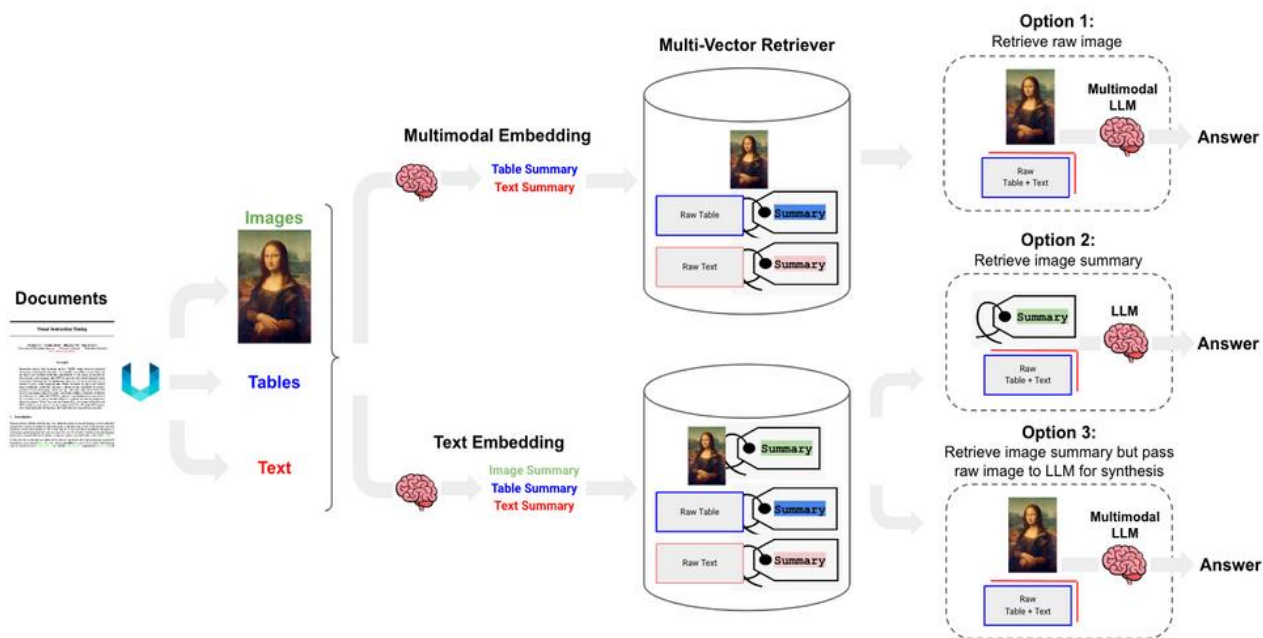 Documents
Visual Instruction Tuning
Images
Tables
Text
Multimodal Embedding
Table Summary
Text Summary
Text Embedding
Image Summary
Table Summary
Text Summary
Multi-Vector Retriever
Raw Table
Summary
Raw Text
Summary
Summary
Raw Table
Summary
Raw Text
Summary
Option 1:
Retrieve raw image
Multimodal
LLM
Answer
Raw
Table + Text
Option 2:
Retrieve image summary
Summary
LLM
Answer
Raw
Table + Text
Option 3:
Retrieve image summary but pass
raw image to LLM for synthesis
Multimodal
LLM
Answer
Raw
Table + Text